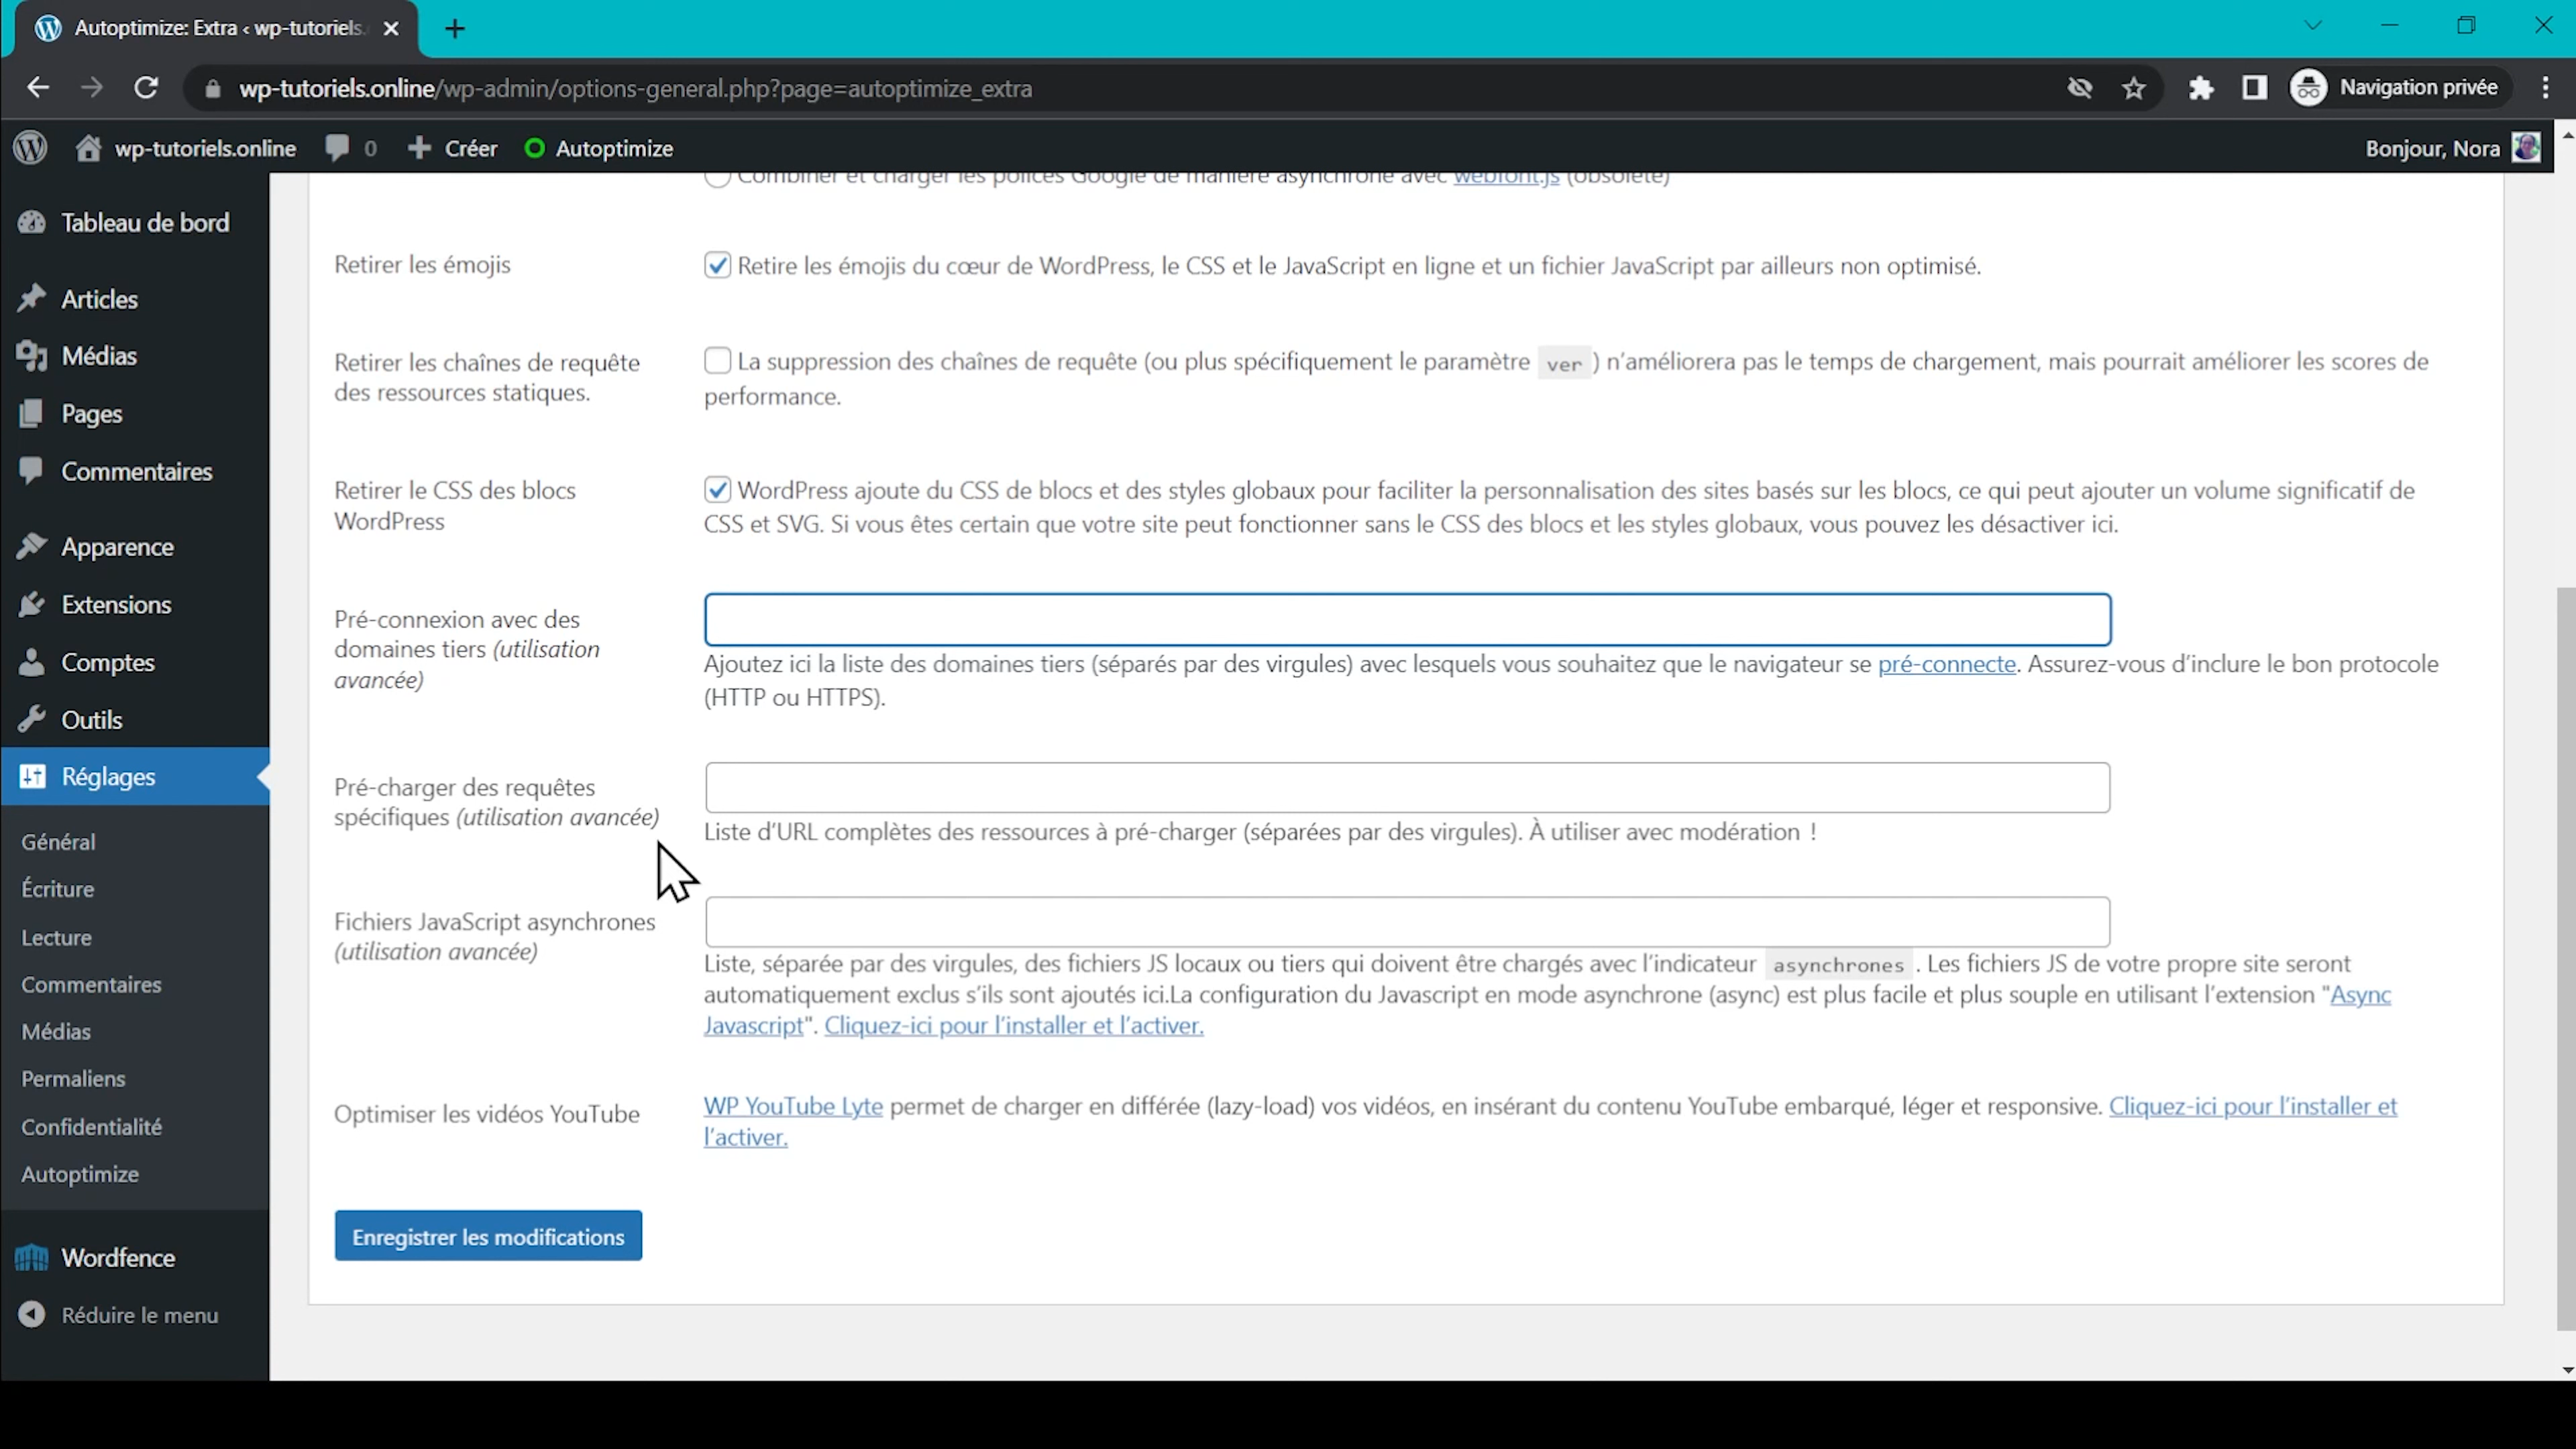 Autoptimize: Extra ‹ wp-tutoriels.
wp-tutoriels.online/wp-admin/options-general.php?page=autoptimize_extra
Navigation privée
wp-tutoriels.online
0
Créer
Autoptimize
Bonjour, Nora
Tableau de bord
Articles
Médias
Pages
Commentaires
Apparence
Extensions
Comptes
Outils
Réglages
Général
Écriture
Lecture
Commentaires
Médias
Permaliens
Confidentialité
Autoptimize
Wordfence
Réduire le menu
Combiner et charger les polices Google de manière asynchrone avec webfont.js (obsolète)
Retirer les émojis
Retire les émojis du cœur de WordPress, le CSS et le JavaScript en ligne et un fichier JavaScript par ailleurs non optimisé.
Retirer les chaînes de requête
des ressources statiques.
La suppression des chaînes de requête (ou plus spécifiquement le paramètre ver ) n’améliorera pas le temps de chargement, mais pourrait améliorer les scores de
performance.
Retirer le CSS des blocs
WordPress
WordPress ajoute du CSS de blocs et des styles globaux pour faciliter la personnalisation des sites basés sur les blocs, ce qui peut ajouter un volume significatif de
CSS et SVG. Si vous êtes certain que votre site peut fonctionner sans le CSS des blocs et les styles globaux, vous pouvez les désactiver ici.
Pré-connexion avec des
domaines tiers (utilisation
avancée)
Ajoutez ici la liste des domaines tiers (séparés par des virgules) avec lesquels vous souhaitez que le navigateur se pré-connecte. Assurez-vous d’inclure le bon protocole
(HTTP ou HTTPS).
Pré-charger des requêtes
spécifiques (utilisation avancée)
Liste d’URL complètes des ressources à pré-charger (séparées par des virgules). À utiliser avec modération !
Fichiers JavaScript asynchrones
(utilisation avancée)
Liste, séparée par des virgules, des fichiers JS locaux ou tiers qui doivent être chargés avec l’indicateur asynchrones . Les fichiers JS de votre propre site seront
automatiquement exclus s’ils sont ajoutés ici.La configuration du Javascript en mode asynchrone (async) est plus facile et plus souple en utilisant l’extension "Async
Javascript". Cliquez-ici pour l’installer et l’activer.
Optimiser les vidéos YouTube
WP YouTube Lyte permet de charger en différée (lazy-load) vos vidéos, en insérant du contenu YouTube embarqué, léger et responsive. Cliquez-ici pour l’installer et
l’activer.
Enregistrer les modifications